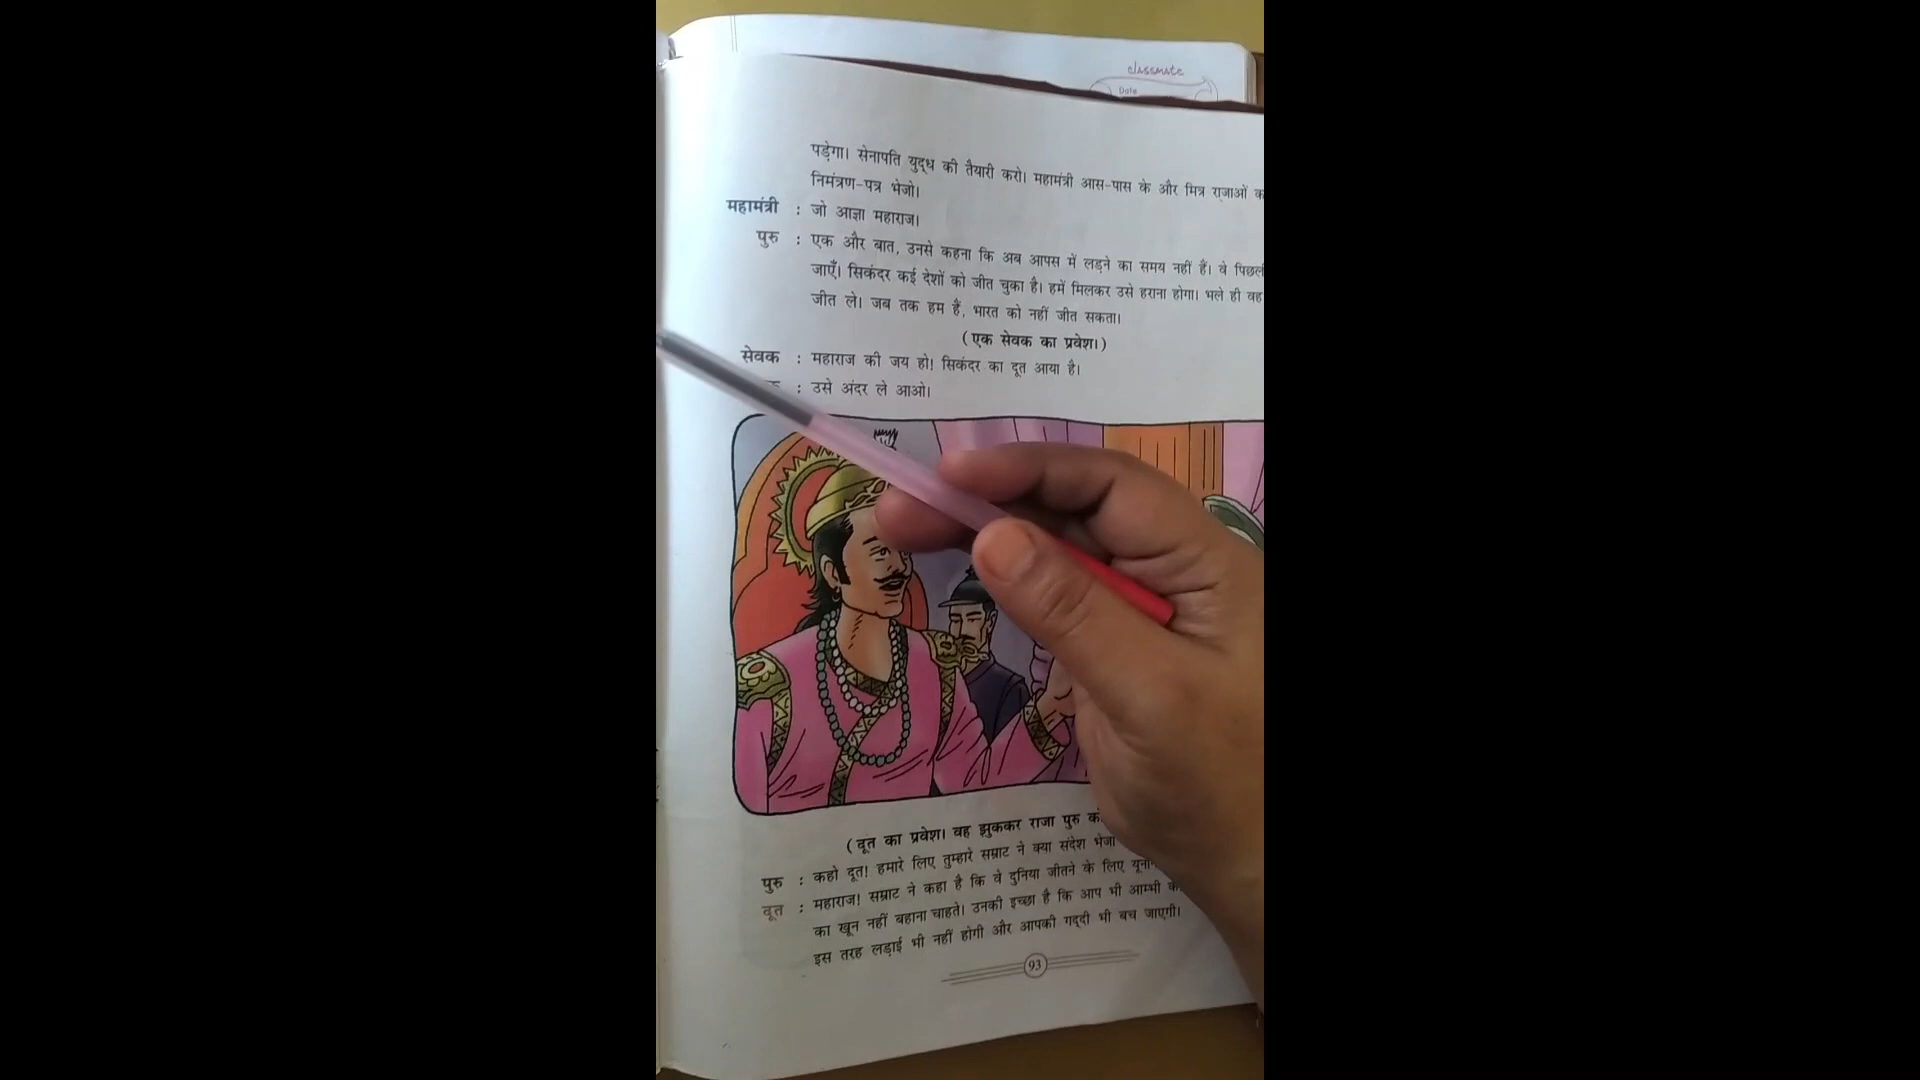 classmate
Date
पड़ेगा। सेनापति युद्ध की तैयारी करो। महामंत्री आस-पास के और मित्र राजाओं
निमंत्रण-पत्र भेजो।
महामंत्री : जो आज्ञा महाराज।
पुरु : एक और बात, उनसे कहना कि अब आपस में लड़ने का समय नहीं हैं। वे
जाएँ। सिकंदर कई देशों को जीत चुका है। हमें मिलकर उसे हराना होगा। भले ही वह
जीत ले। जब तक हम हैं, भारत को नहीं जीत सकता।
(एक सेवक का प्रवेश।)
सेवक : महाराज की जय हो! सिकंदर का दूत आया है।
: उसे अंदर ले आओ।
(दूत का प्रवेश। वह झुककर राजा पुरु
पुरु : कहो दूत! हमारे लिए तुम्हारे सम्राट ने क्या संदेश भेजा
दूत : महाराज! सम्राट ने कहा है कि वे दुनिया जीतने के लिए
का खून नहीं बहाना चाहते। उनकी इच्छा है कि आप भी आम्भी
इस तरह लड़ाई भी नहीं होगी और आपकी गद्दी भी बच जाएगी।
93